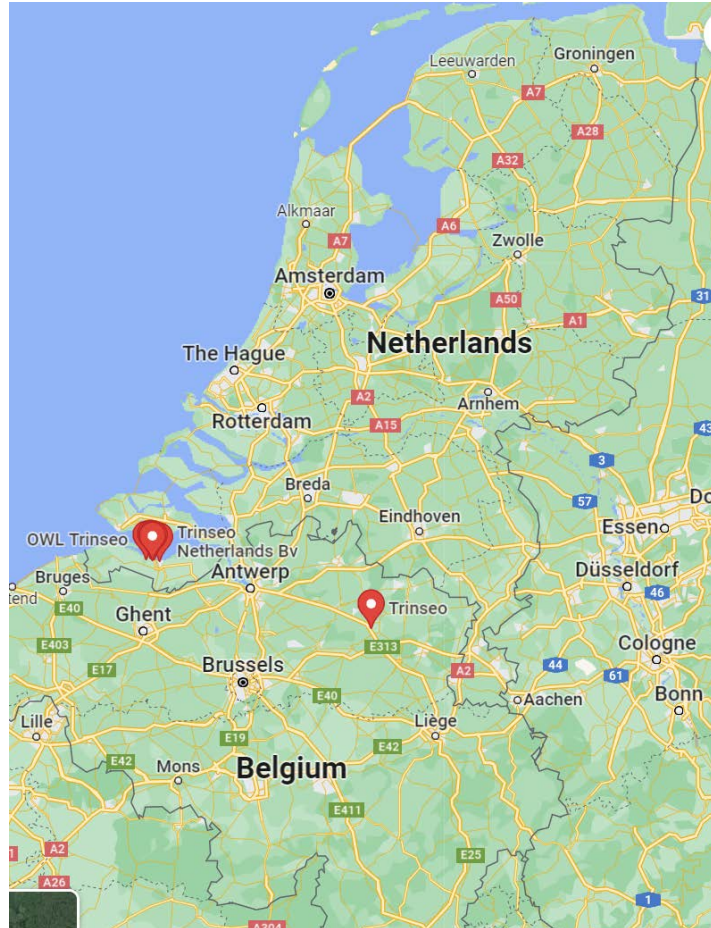 Groningen
Leeuwarden
A7
A28
A32
Alkmaar
A6
A7
Zwolle
Amsterdam
A50
31
A1
Netherlands
The Hague
A2
Arnhem
Rotterdam
A15
43
3
Breda
57
Eindhoven
Essen
OWL Trinseo
Trinseo
Netherlands Bv
Antwerp
Düsseldorf
Bruges
46
tend
E40
Trinseo
Ghent
E403
E313
Cologne
E17
Brussels
A2
44
61
E40
Aachen
Bonn
Lille
Liège
E19
E42
E42
Mons
Belgium
E411
E25
A2
A26
1